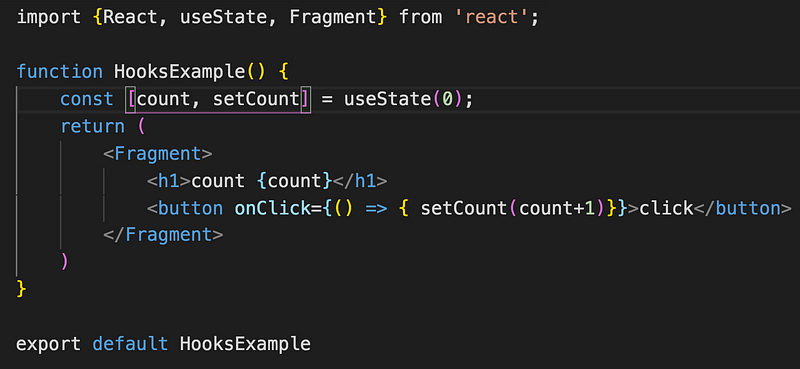 import {React, useState, Fragment} from 'react';
function HooksExample() {
const [count, setCount] = useState(0);
return (
<Fragment>
<h1>count {count}</h1>
<button onClick={() => { setCount(count+1)}}>click</button>
</Fragment>
)
}
export default HooksExample